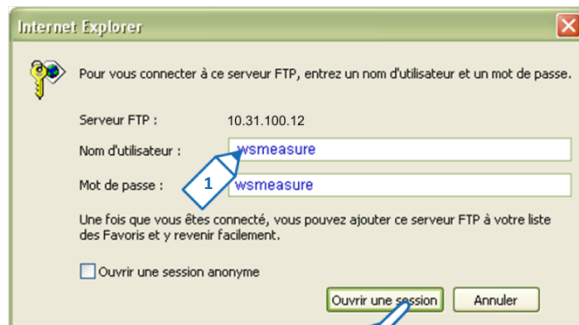 Internet Explorer
Pour vous connecter à ce serveur FTP, entrez un nom d'utilisateur et un mot de passe.
Serveur FTP : 10.31.100.12
Nom d'utilisateur : wsmeasure
Mot de passe : wsmeasure
1
Une fois que vous êtes connecté, vous pouvez ajouter ce serveur FTP à votre liste
des Favoris et y revenir facilement.
Ouvrir une session anonyme
Ouvrir une session Annuler